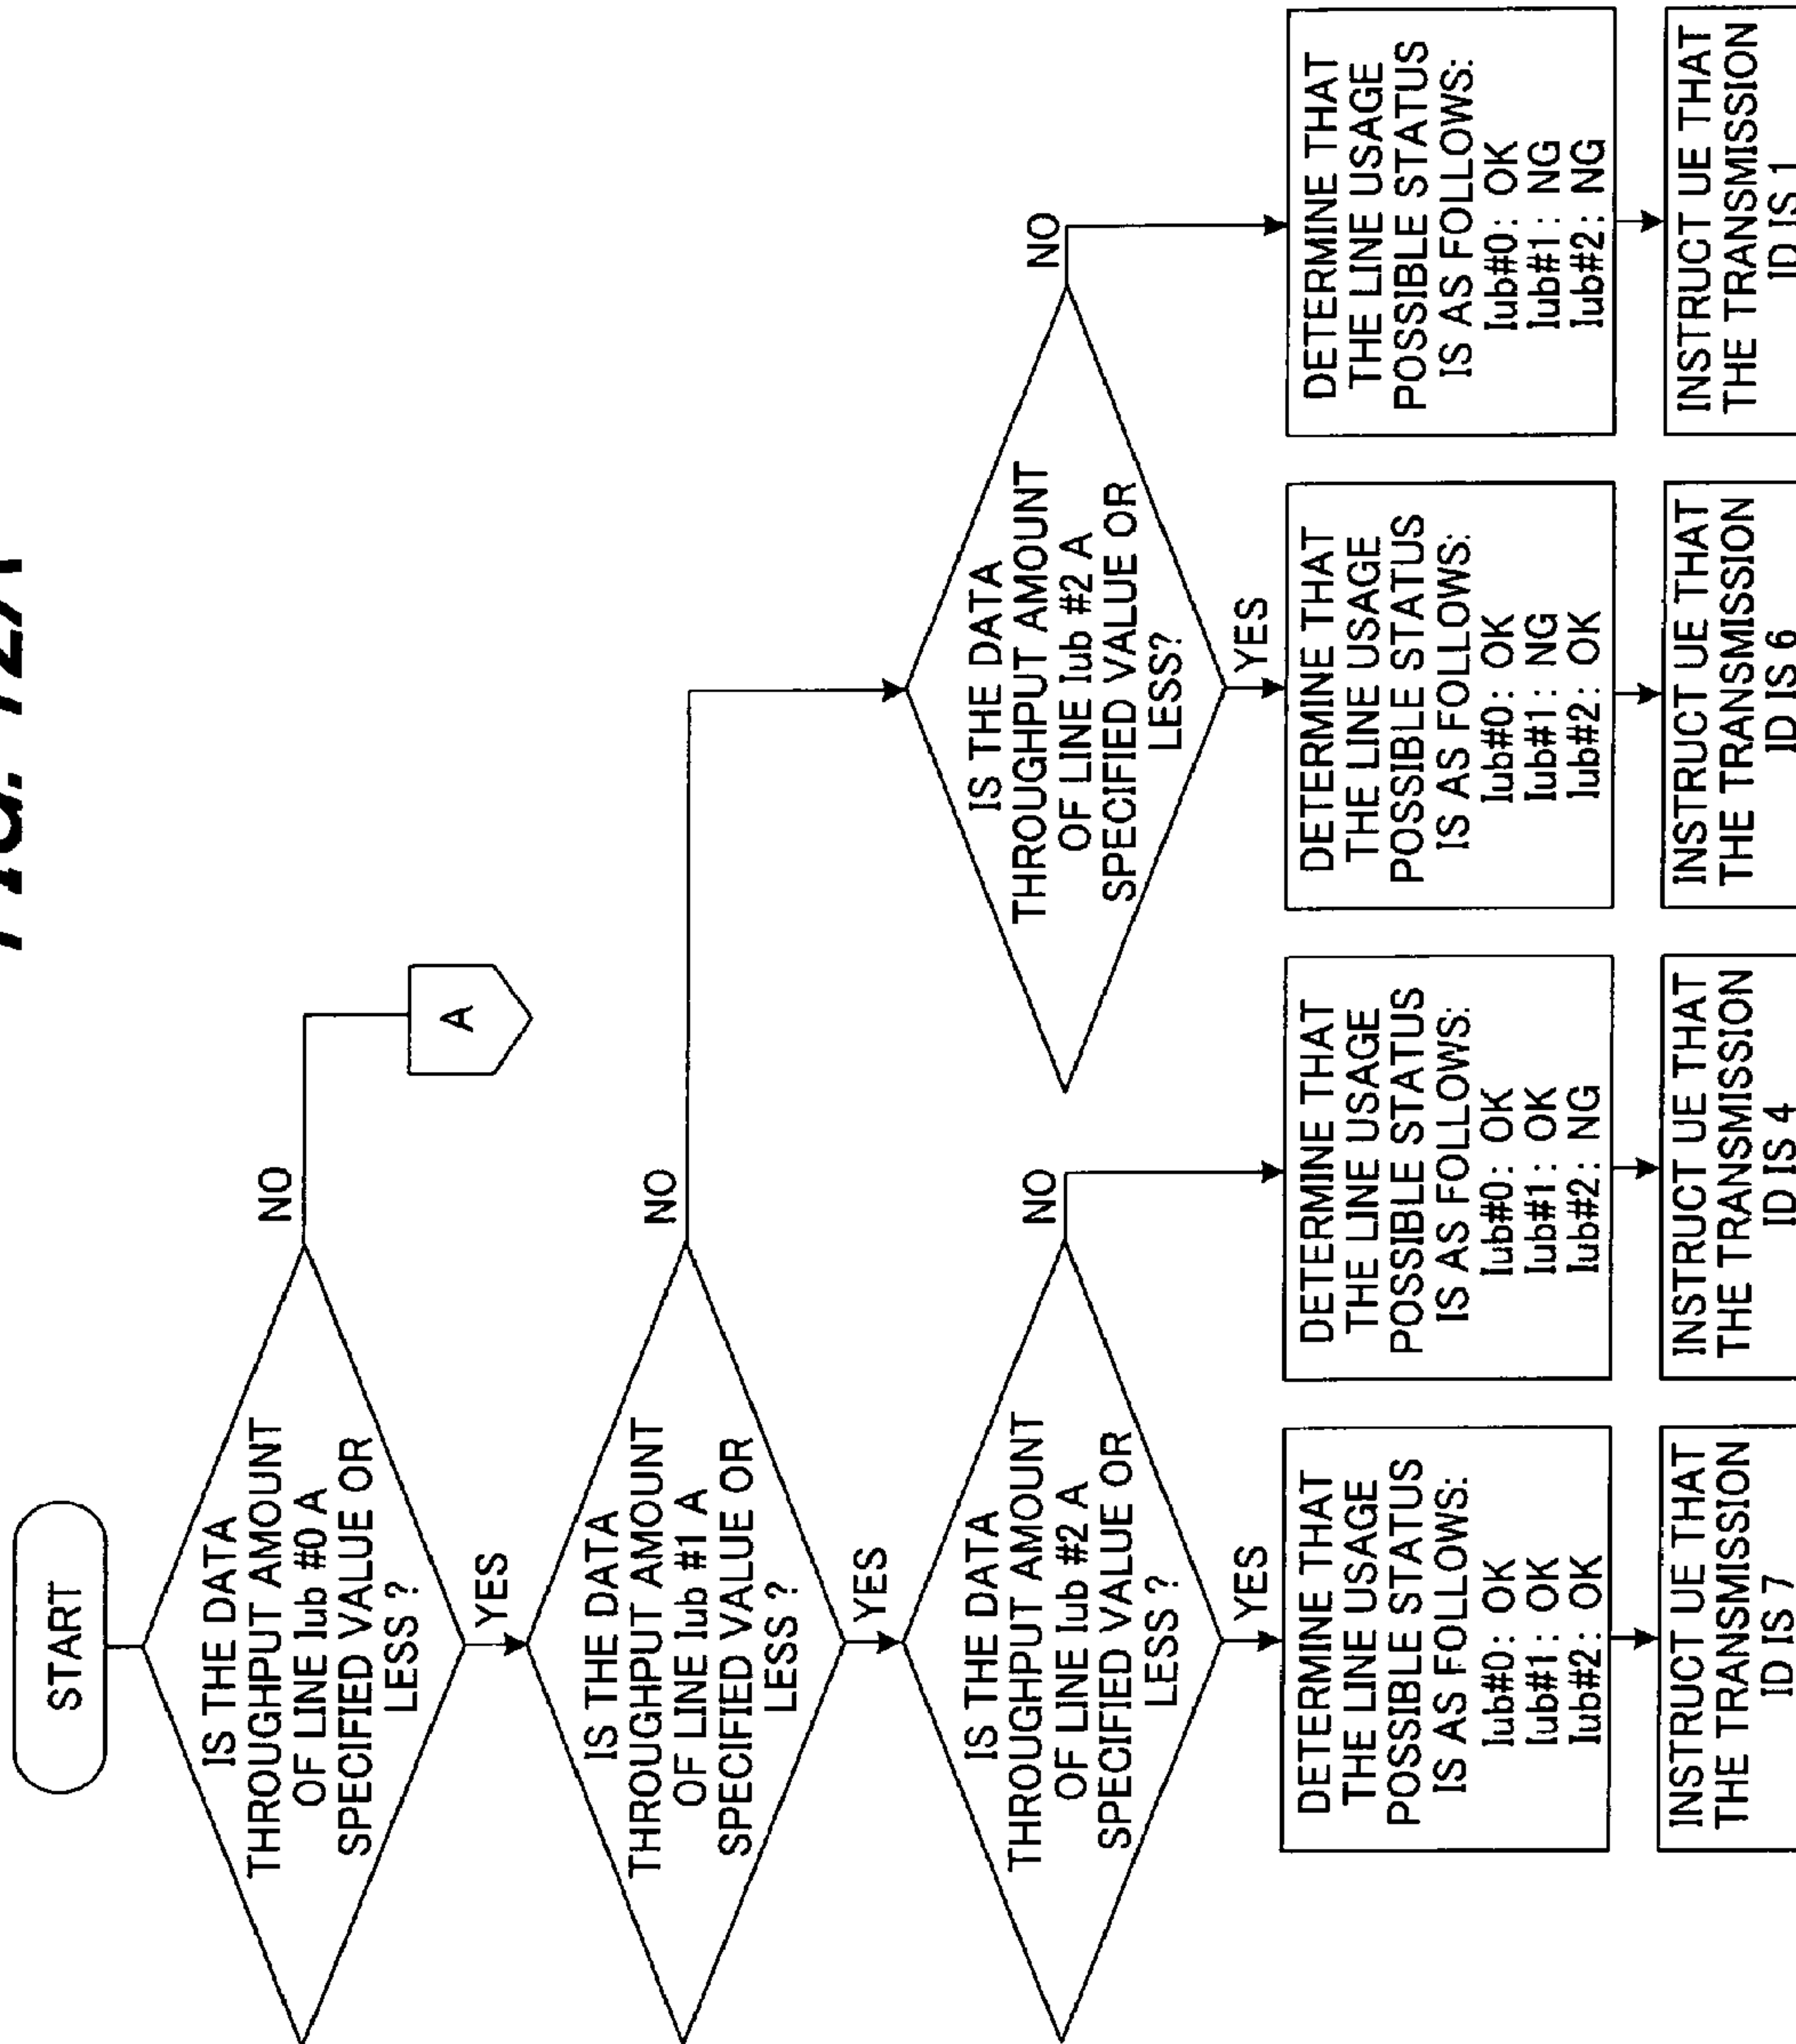 FIG. 12A
START
IS THE DATA
THROUGHPUT AMOUNT
OF LINE Iub #0 A
SPECIFIED VALUE OR
LESS ?
NO
A
YES
IS THE DATA
THROUGHPUT AMOUNT
OF LINE Iub #1 A
SPECIFIED VALUE OR
LESS ?
NO
YES
IS THE DATA
THROUGHPUT AMOUNT
OF LINE Iub #2 A
SPECIFIED VALUE OR
LESS ?
NO
YES
IS THE DATA
THROUGHPUT AMOUNT
OF LINE Iub #2 A
SPECIFIED VALUE OR
LESS?
NO
YES
DETERMINE THAT
THE LINE USAGE
POSSIBLE STATUS
IS AS FOLLOWS:
Iub#0: OK
Iub#1: OK
Iub#2: OK
DETERMINE THAT
THE LINE USAGE
POSSIBLE STATUS
IS AS FOLLOWS:
Iub#0: OK
Iub#1: OK
Iub#2: NG
DETERMINE THAT
THE LINE USAGE
POSSIBLE STATUS
IS AS FOLLOWS:
Iub#0: OK
Iub#1: NG
Iub#2: OK
DETERMINE THAT
THE LINE USAGE
POSSIBLE STATUS
IS AS FOLLOWS:
Iub#0: OK
Iub#1: NG
Iub#2: NG
INSTRUCT UE THAT
THE TRANSMISSION
ID IS 7
INSTRUCT UE THAT
THE TRANSMISSION
ID IS 4
INSTRUCT UE THAT
THE TRANSMISSION
ID IS 6
INSTRUCT UE THAT
THE TRANSMISSION
ID IS 1